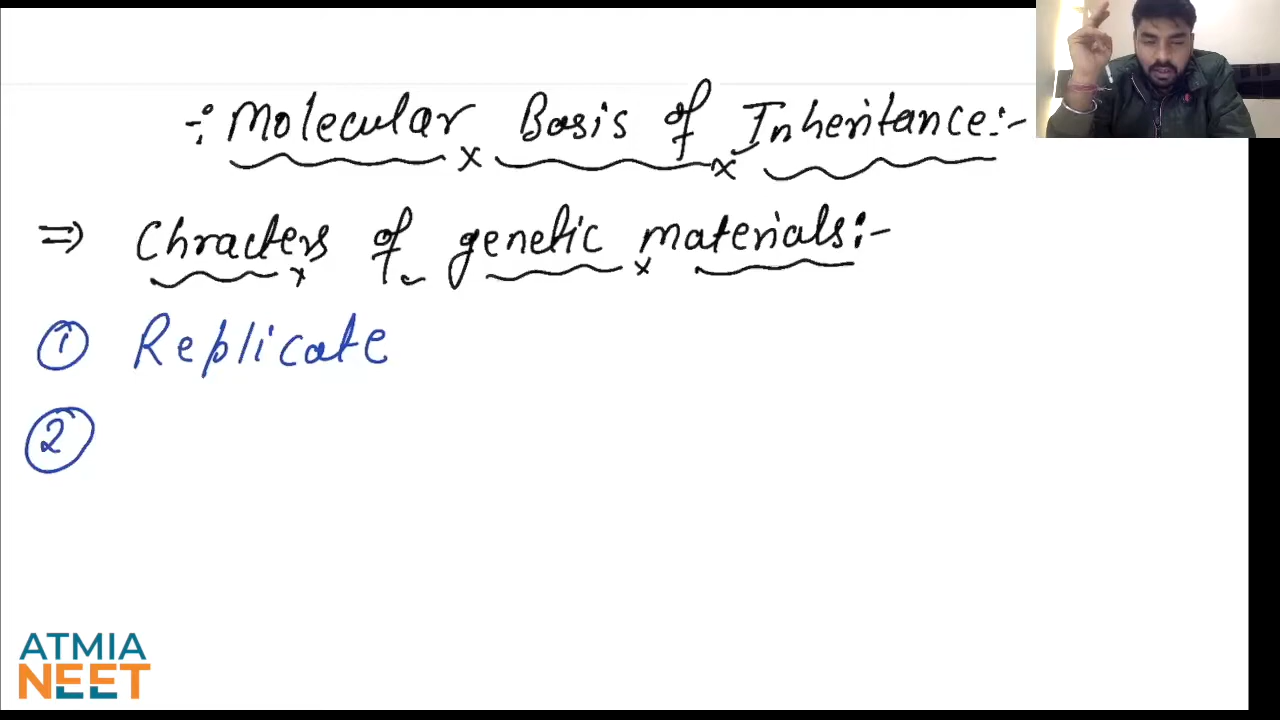 :- Molecular Basis of Inheritance:-
⇒ Chracters of genetic materials:-
① Replicate
②
ATMIA
NEET